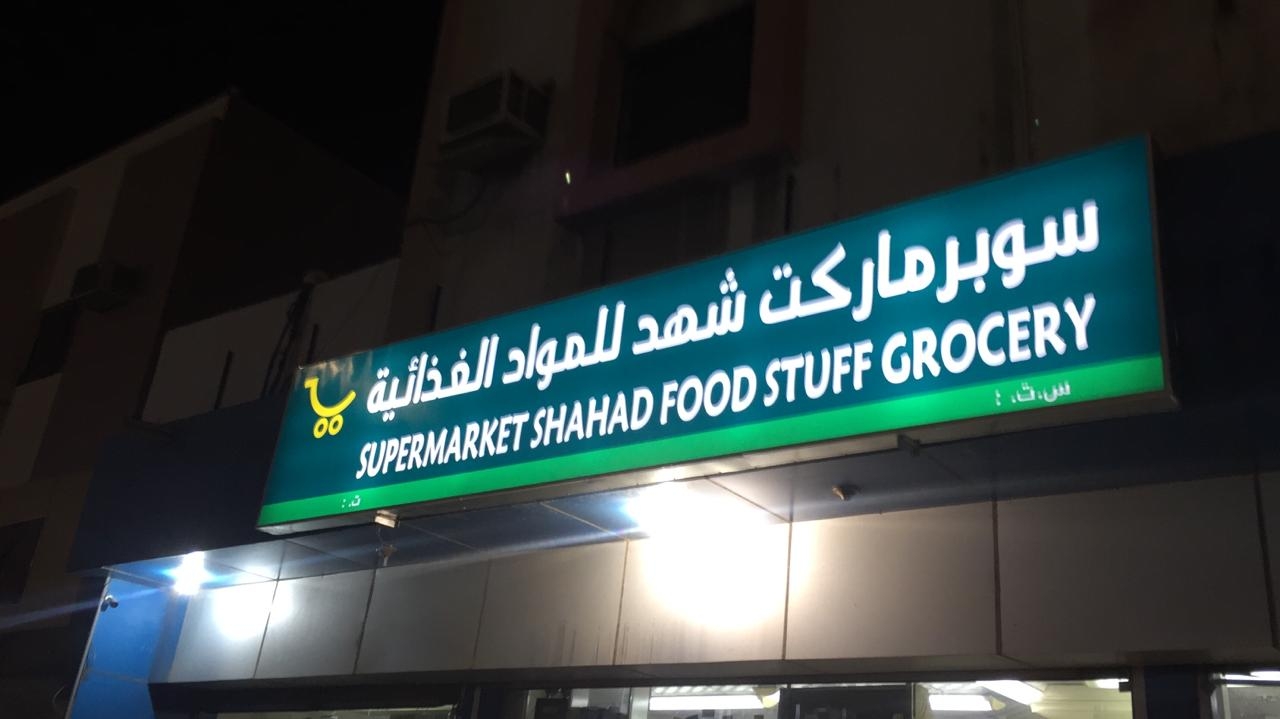 سوبرماركت شهد للمواد الغذائية
SUPERMARKET SHAHAD FOOD STUFF GROCERY
س.ت. :
ت. :